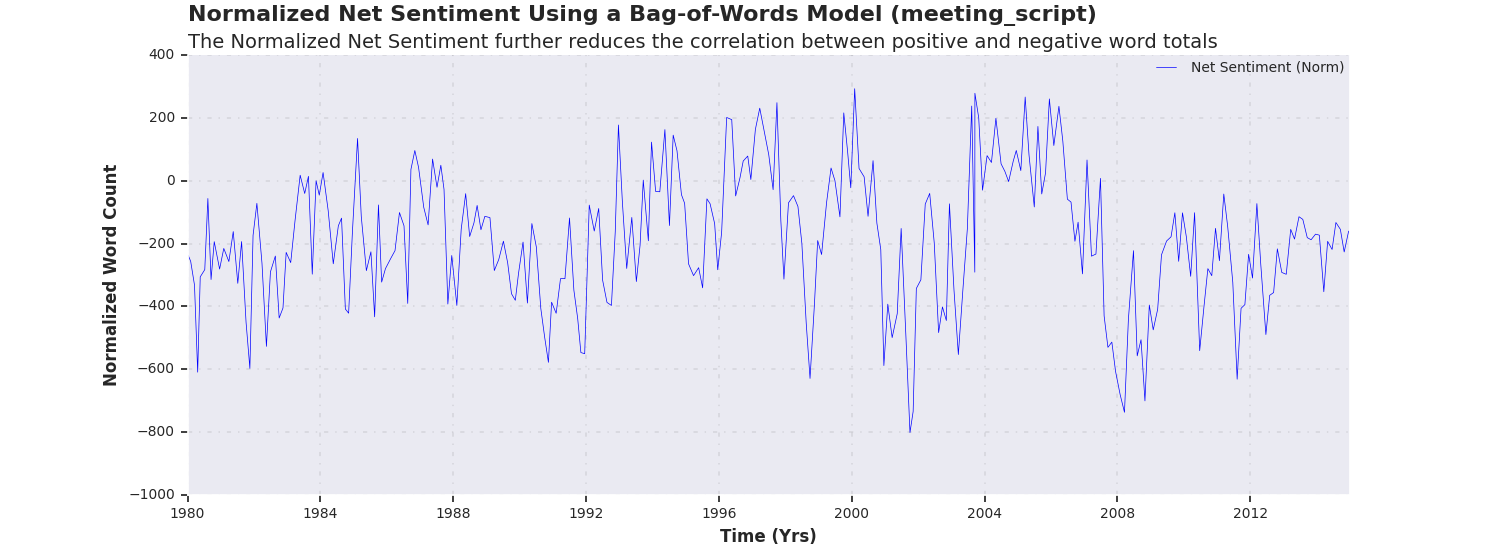 Normalized Net Sentiment Using a Bag-of-Words Model (meeting_script)
The Normalized Net Sentiment further reduces the correlation between positive and negative word totals
Net Sentiment (Norm)
Normalized Word Count
400
200
0
−200
−400
−600
−800
−1000
1980 1984 1988 1992 1996 2000 2004 2008 2012
Time (Yrs)